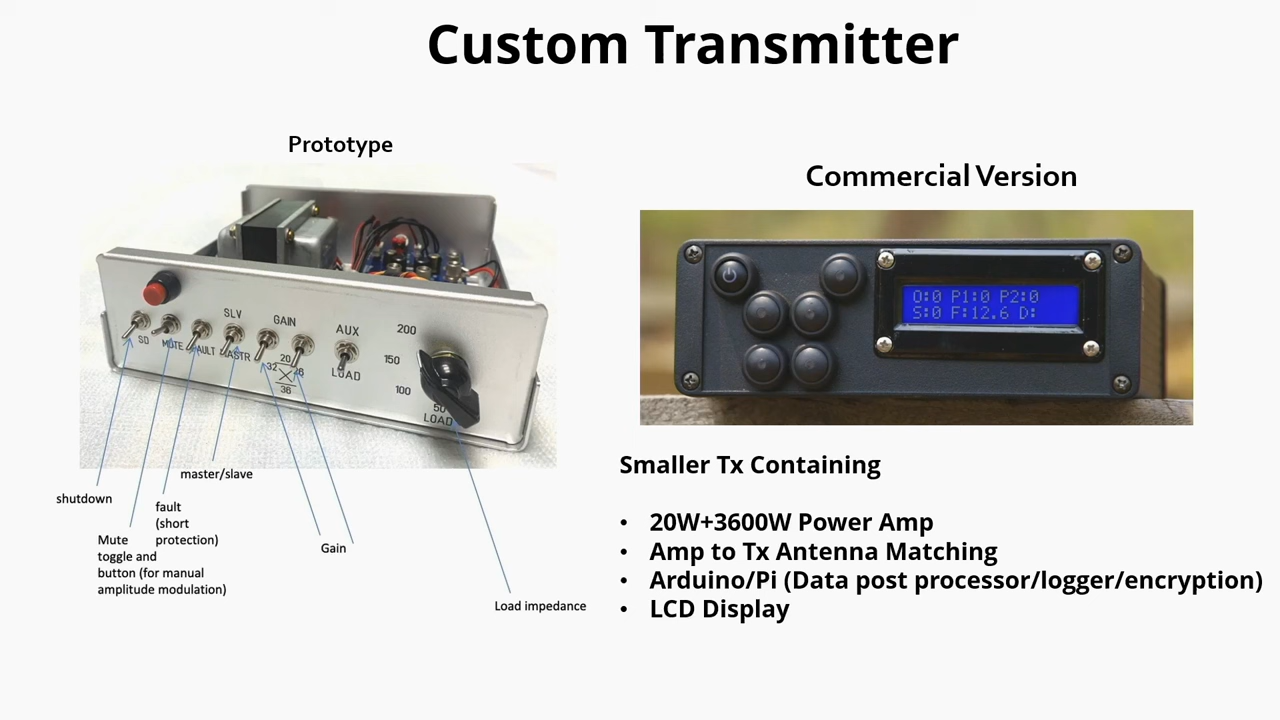 Custom Transmitter
Prototype
Commercial Version
SLV
GAIN
AUX
200
SD
MUTE
FAULT
MASTR
20
32
26
36
LOAD
150
100
50
LOAD
O:0 P1:0 P2:0
S:0 F:12.6 D:
master/slave
shutdown
fault
(short
protection)
Mute
toggle and
button (for manual
amplitude modulation)
Gain
Load impedance
Smaller Tx Containing
• 20W+3600W Power Amp
• Amp to Tx Antenna Matching
• Arduino/Pi (Data post processor/logger/encryption)
• LCD Display